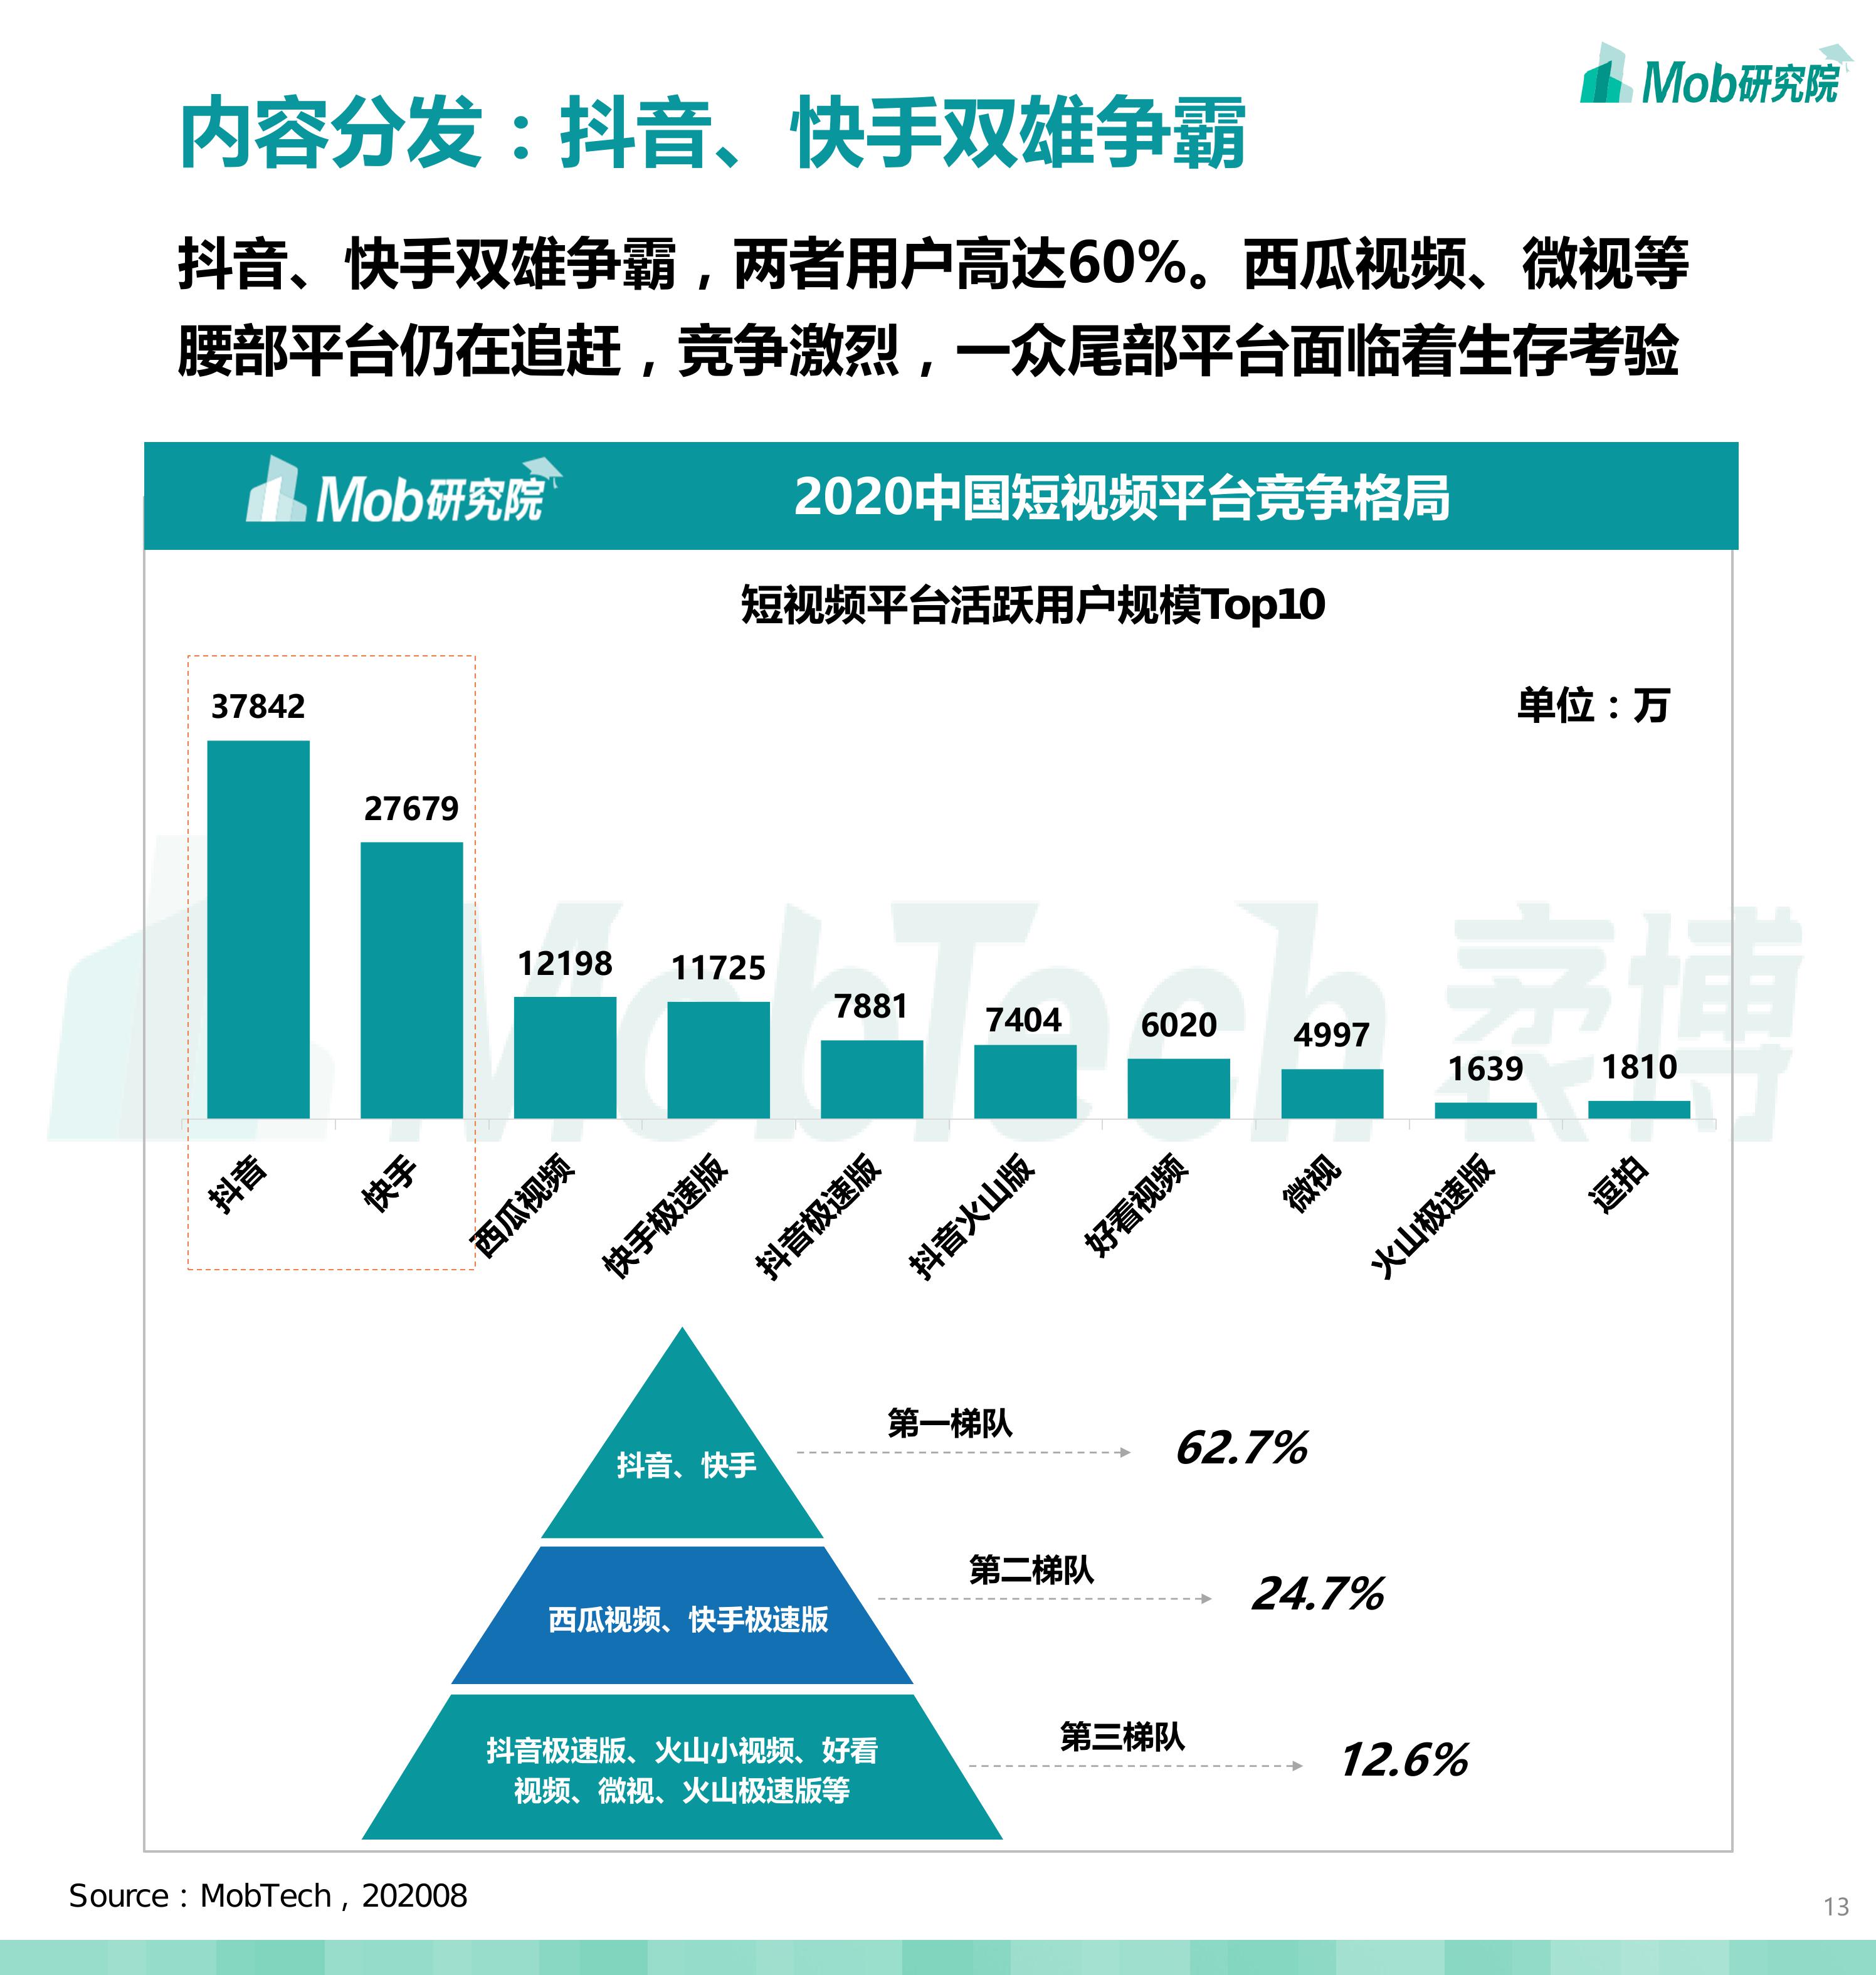 Mob研究院
内容分发：抖音、快手双雄争霸
抖音、快手双雄争霸，两者用户高达60%。西瓜视频、微视等
腰部平台仍在追赶，竞争激烈，一众尾部平台面临着生存考验
Mob研究院
2020中国短视频平台竞争格局
短视频平台活跃用户规模Top10
单位：万
37842
27679
12198
11725
7881
7404
6020
4997
1639
1810
MobTech 袤博
抖音
快手
西瓜视频
快手极速版
抖音极速版
抖音火山版
好看视频
微视
火山极速版
逗拍
抖音、快手
第一梯队
62.7%
西瓜视频、快手极速版
第二梯队
24.7%
抖音极速版、火山小视频、好看
视频、微视、火山极速版等
第三梯队
12.6%
Source：MobTech，202008
13